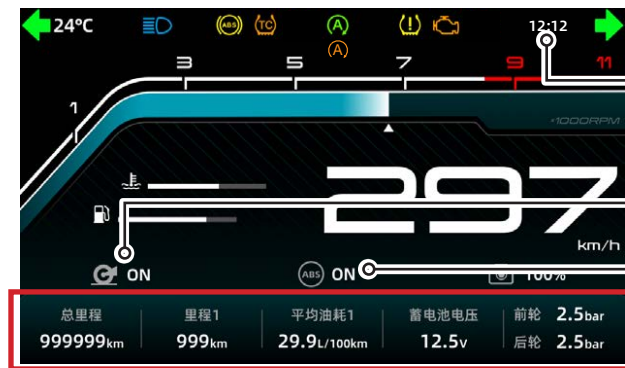 24°C ABS TC A 12:12
A
1 3 5 7 9 11
×1000RPM
297
km/h
ON ABS ON 100%
总里程 里程1 平均油耗1 蓄电池电压 前轮 2.5bar
999999km 999km 29.9L/100km 12.5v 后轮 2.5bar